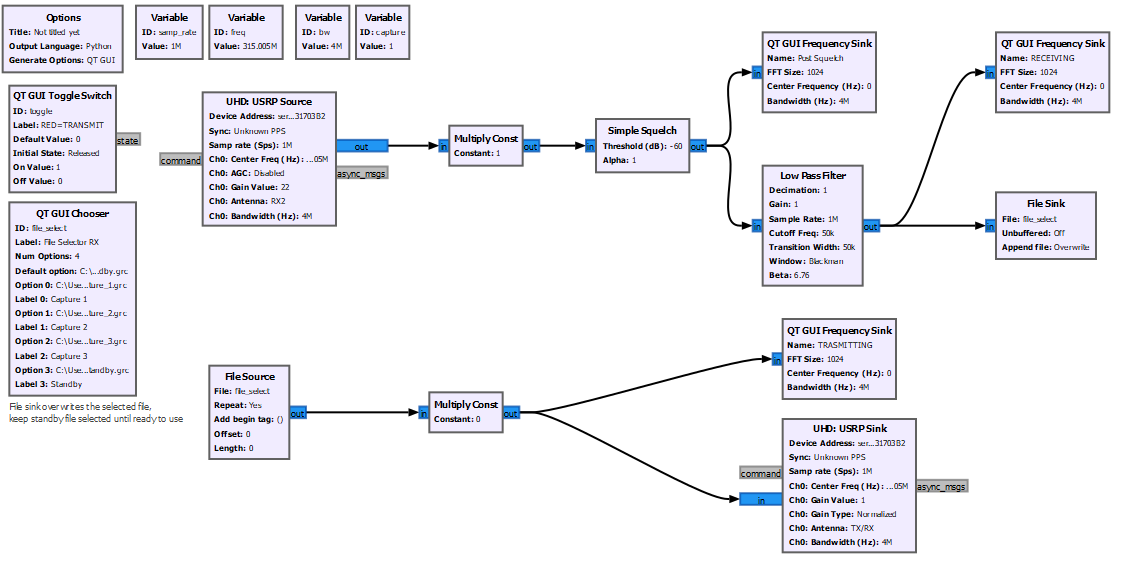 Options
Title: Not titled yet
Output Language: Python
Generate Options: QT GUI
Variable
ID: samp_rate
Value: 1M
Variable
ID: freq
Value: 315.005M
Variable
ID: bw
Value: 4M
Variable
ID: capture
Value: 1
QT GUI Toggle Switch
ID: toggle
Label: RED=TRANSMIT
Default Value: 0
Initial State: Released
On Value: 1
Off Value: 0
state
QT GUI Chooser
ID: file_select
Label: File Selector RX
Num Options: 4
Default option: C:\...dby.grc
Option 0: C:\Use...ture_1.grc
Label 0: Capture 1
Option 1: C:\Use...ture_2.grc
Label 1: Capture 2
Option 2: C:\Use...ture_3.grc
Label 2: Capture 3
Option 3: C:\Use...tandby.grc
Label 3: Standby
File sink overwrites the selected file,
keep standby file selected until ready to use
UHD: USRP Source
Device Address: ser...31703B2
Sync: Unknown PPS
Samp rate (Sps): 1M
Ch0: Center Freq (Hz): ...05M
Ch0: AGC: Disabled
Ch0: Gain Value: 22
Ch0: Antenna: RX2
Ch0: Bandwidth (Hz): 4M
command
out
async_msgs
in
Multiply Const
Constant: 1
out
in
Simple Squelch
Threshold (dB): -60
Alpha: 1
out
in
QT GUI Frequency Sink
Name: Post Squelch
FFT Size: 1024
Center Frequency (Hz): 0
Bandwidth (Hz): 4M
in
Low Pass Filter
Decimation: 1
Gain: 1
Sample Rate: 1M
Cutoff Freq: 50k
Transition Width: 50k
Window: Blackman
Beta: 6.76
out
in
QT GUI Frequency Sink
Name: RECEIVING
FFT Size: 1024
Center Frequency (Hz): 0
Bandwidth (Hz): 4M
in
File Sink
File: file_select
Unbuffered: Off
Append file: Overwrite
File Source
File: file_select
Repeat: Yes
Add begin tag: ()
Offset: 0
Length: 0
out
in
Multiply Const
Constant: 0
out
in
QT GUI Frequency Sink
Name: TRASMITTING
FFT Size: 1024
Center Frequency (Hz): 0
Bandwidth (Hz): 4M
command
in
UHD: USRP Sink
Device Address: ser...31703B2
Sync: Unknown PPS
Samp rate (Sps): 1M
Ch0: Center Freq (Hz): ...05M
Ch0: Gain Value: 1
Ch0: Gain Type: Normalized
Ch0: Antenna: TX/RX
Ch0: Bandwidth (Hz): 4M
async_msgs